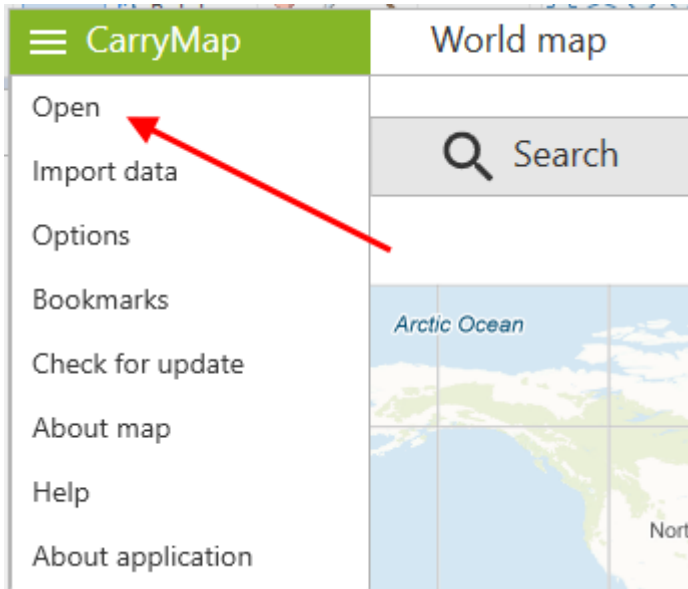 CarryMap
World map
Open
Search
Import data
Options
Bookmarks
Arctic Ocean
Check for update
About map
Help
Nort
About application